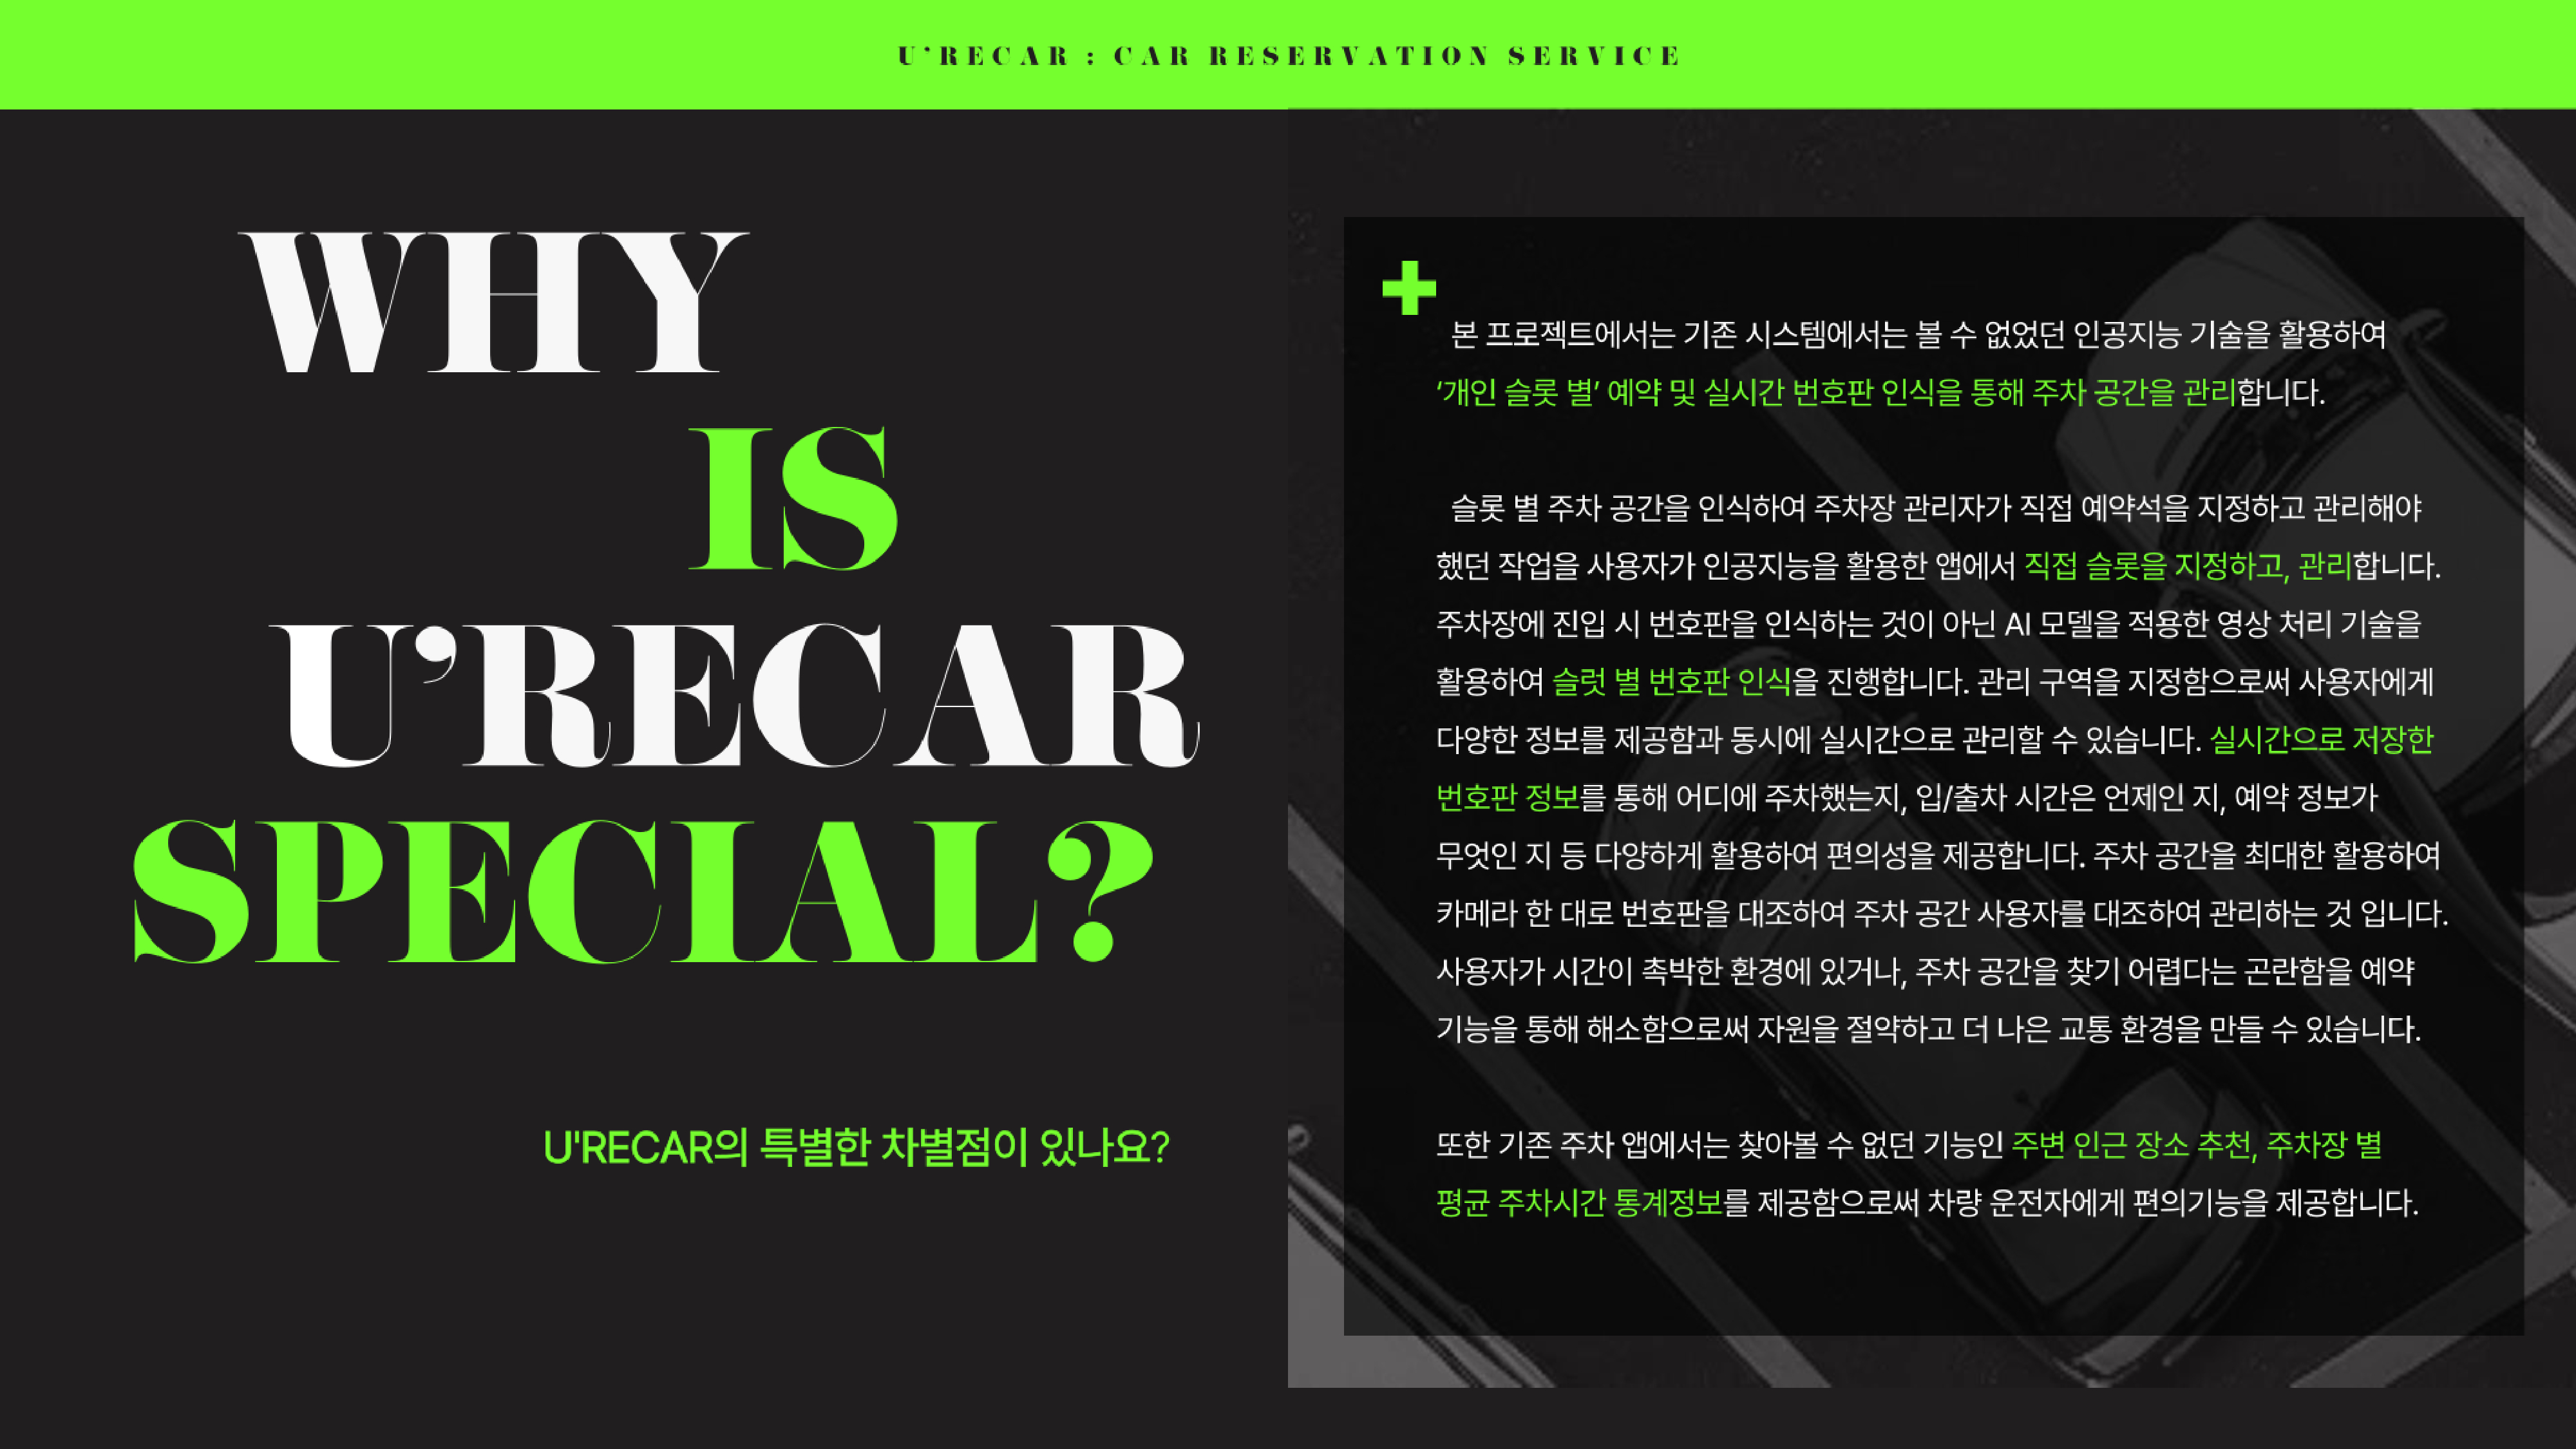 U'RECAR : CAR RESERVATION SERVICE
WHY
IS
U'RECAR
SPECIAL?
U'RECAR의 특별한 차별점이 있나요?
본 프로젝트에서는 기존 시스템에서는 볼 수 없었던 인공지능 기술을 활용하여
‘개인 슬롯 별’ 예약 및 실시간 번호판 인식을 통해 주차 공간을 관리합니다.
슬롯 별 주차 공간을 인식하여 주차장 관리자가 직접 예약석을 지정하고 관리해야
했던 작업을 사용자가 인공지능을 활용한 앱에서 직접 슬롯을 지정하고, 관리합니다.
주차장에 진입 시 번호판을 인식하는 것이 아닌 AI 모델을 적용한 영상 처리 기술을
활용하여 슬럿 별 번호판 인식을 진행합니다. 관리 구역을 지정함으로써 사용자에게
다양한 정보를 제공함과 동시에 실시간으로 관리할 수 있습니다. 실시간으로 저장한
번호판 정보를 통해 어디에 주차했는지, 입/출차 시간은 언제인 지, 예약 정보가
무엇인 지 등 다양하게 활용하여 편의성을 제공합니다. 주차 공간을 최대한 활용하여
카메라 한 대로 번호판을 대조하여 주차 공간 사용자를 대조하여 관리하는 것 입니다.
사용자가 시간이 촉박한 환경에 있거나, 주차 공간을 찾기 어렵다는 곤란함을 예약
기능을 통해 해소함으로써 자원을 절약하고 더 나은 교통 환경을 만들 수 있습니다.
또한 기존 주차 앱에서는 찾아볼 수 없던 기능인 주변 인근 장소 추천, 주차장 별
평균 주차시간 통계정보를 제공함으로써 차량 운전자에게 편의기능을 제공합니다.